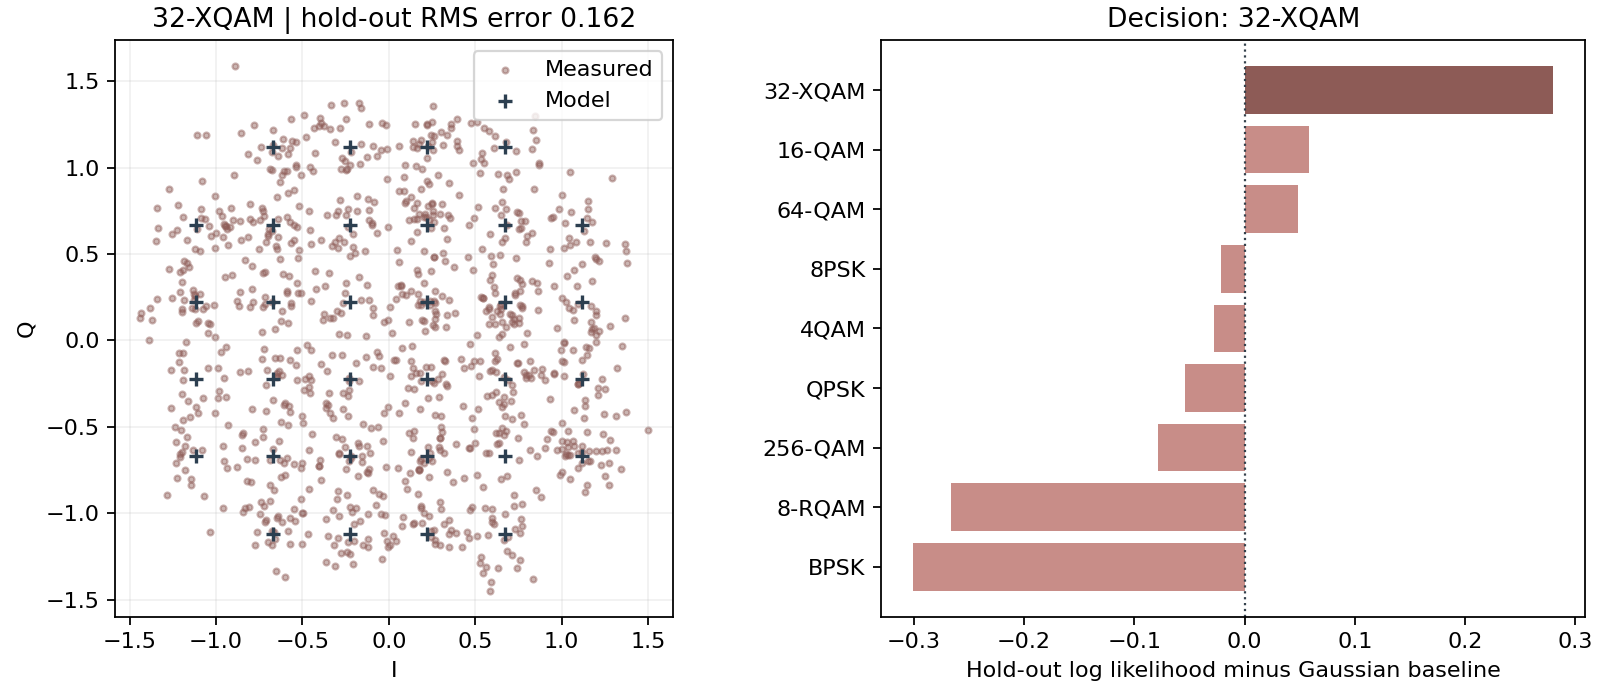 32-XQAM | hold-out RMS error 0.162
Measured
Model
1.5
1.0
0.5
0.0
−0.5
−1.0
−1.5
Q
−1.5
−1.0
−0.5
0.0
0.5
1.0
1.5
I
Decision: 32-XQAM
32-XQAM
16-QAM
64-QAM
8PSK
4QAM
QPSK
256-QAM
8-RQAM
BPSK
−0.3
−0.2
−0.1
0.0
0.1
0.2
0.3
Hold-out log likelihood minus Gaussian baseline